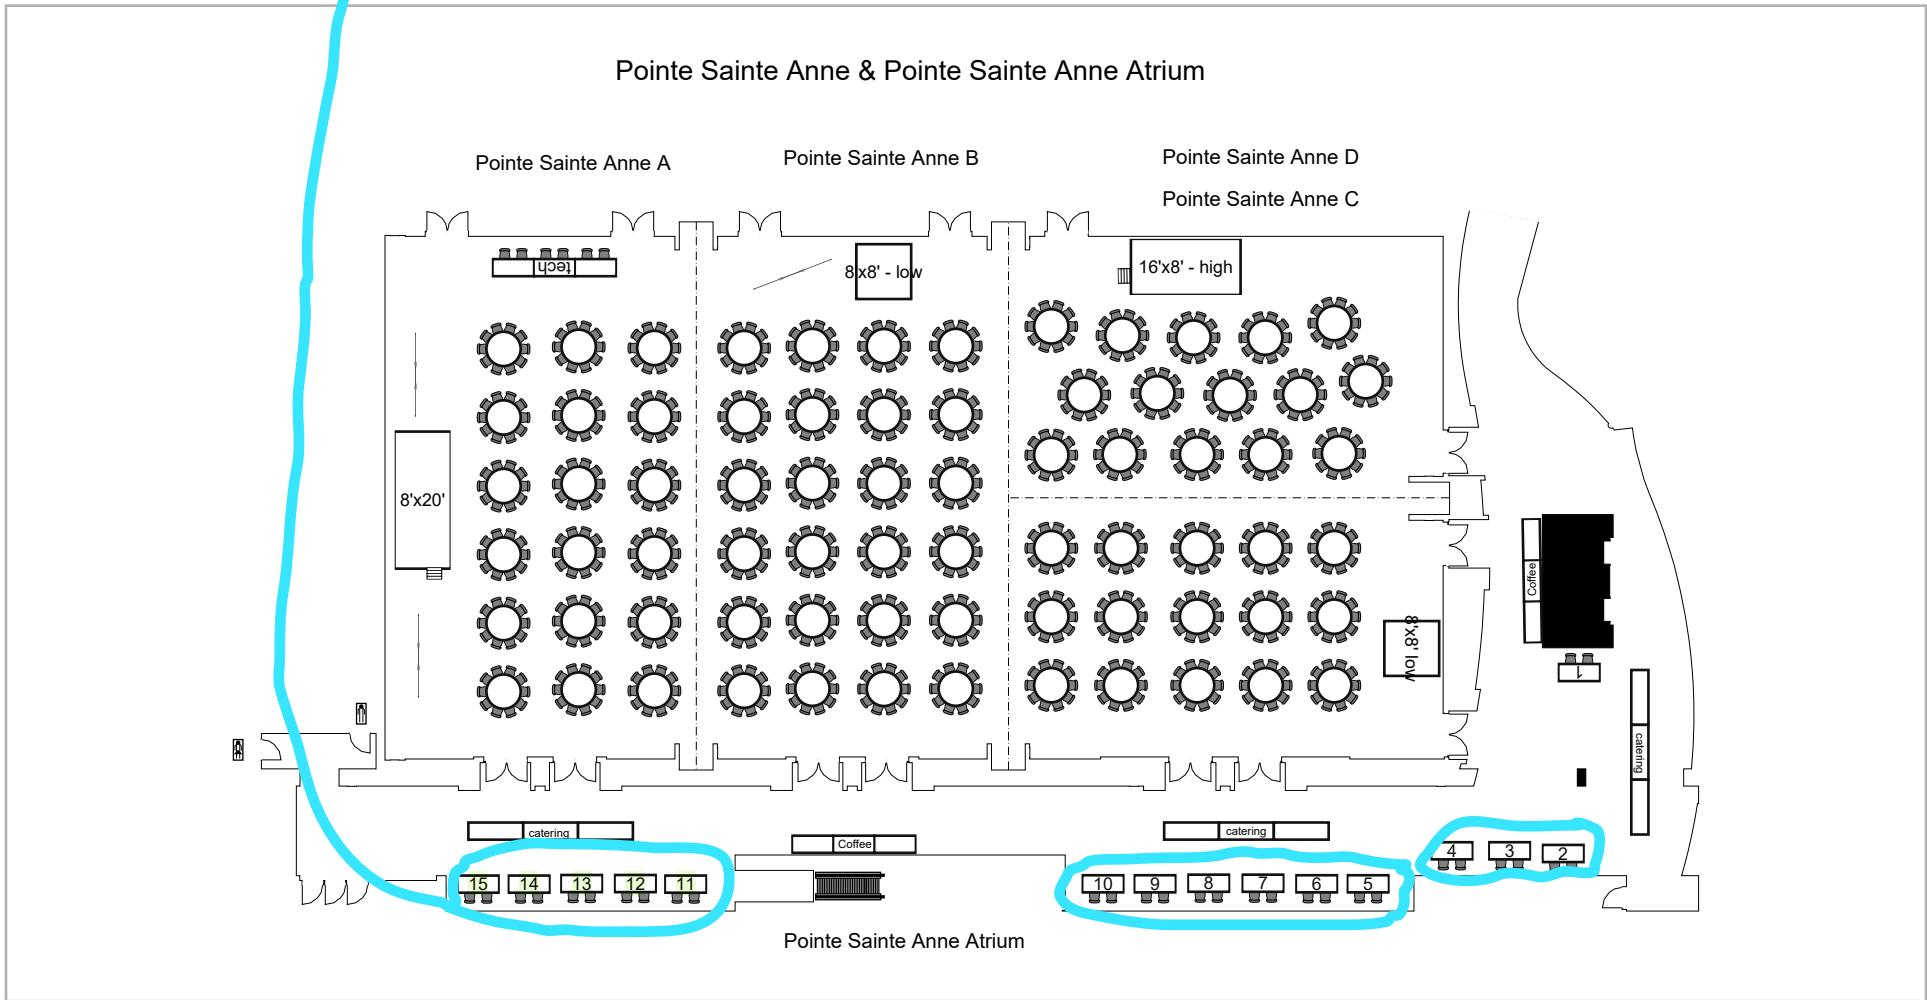 Pointe Sainte Anne & Pointe Sainte Anne Atrium
Pointe Sainte Anne A
Pointe Sainte Anne B
Pointe Sainte Anne D
Pointe Sainte Anne C
tech
8'x8' - low
16'x8' - high
8'x20'
Coffee
8'x8' low
1
catering
catering
Coffee
catering
4
3
2
15
14
13
12
11
10
9
8
7
6
5
Pointe Sainte Anne Atrium